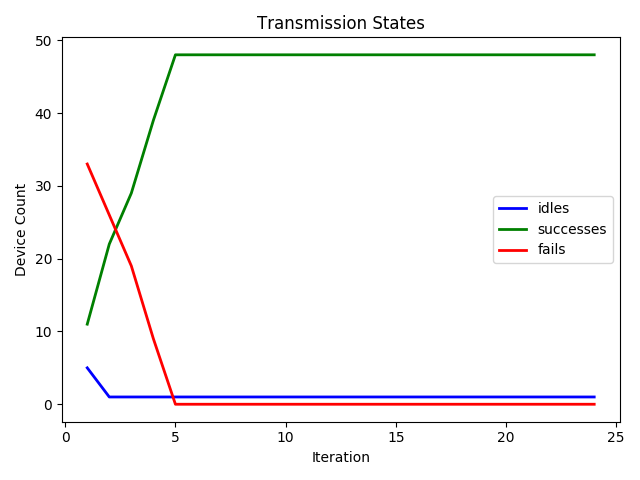 Transmission States
Device Count
50
40
30
20
10
0
idles
successes
fails
0 5 10 15 20 25
Iteration